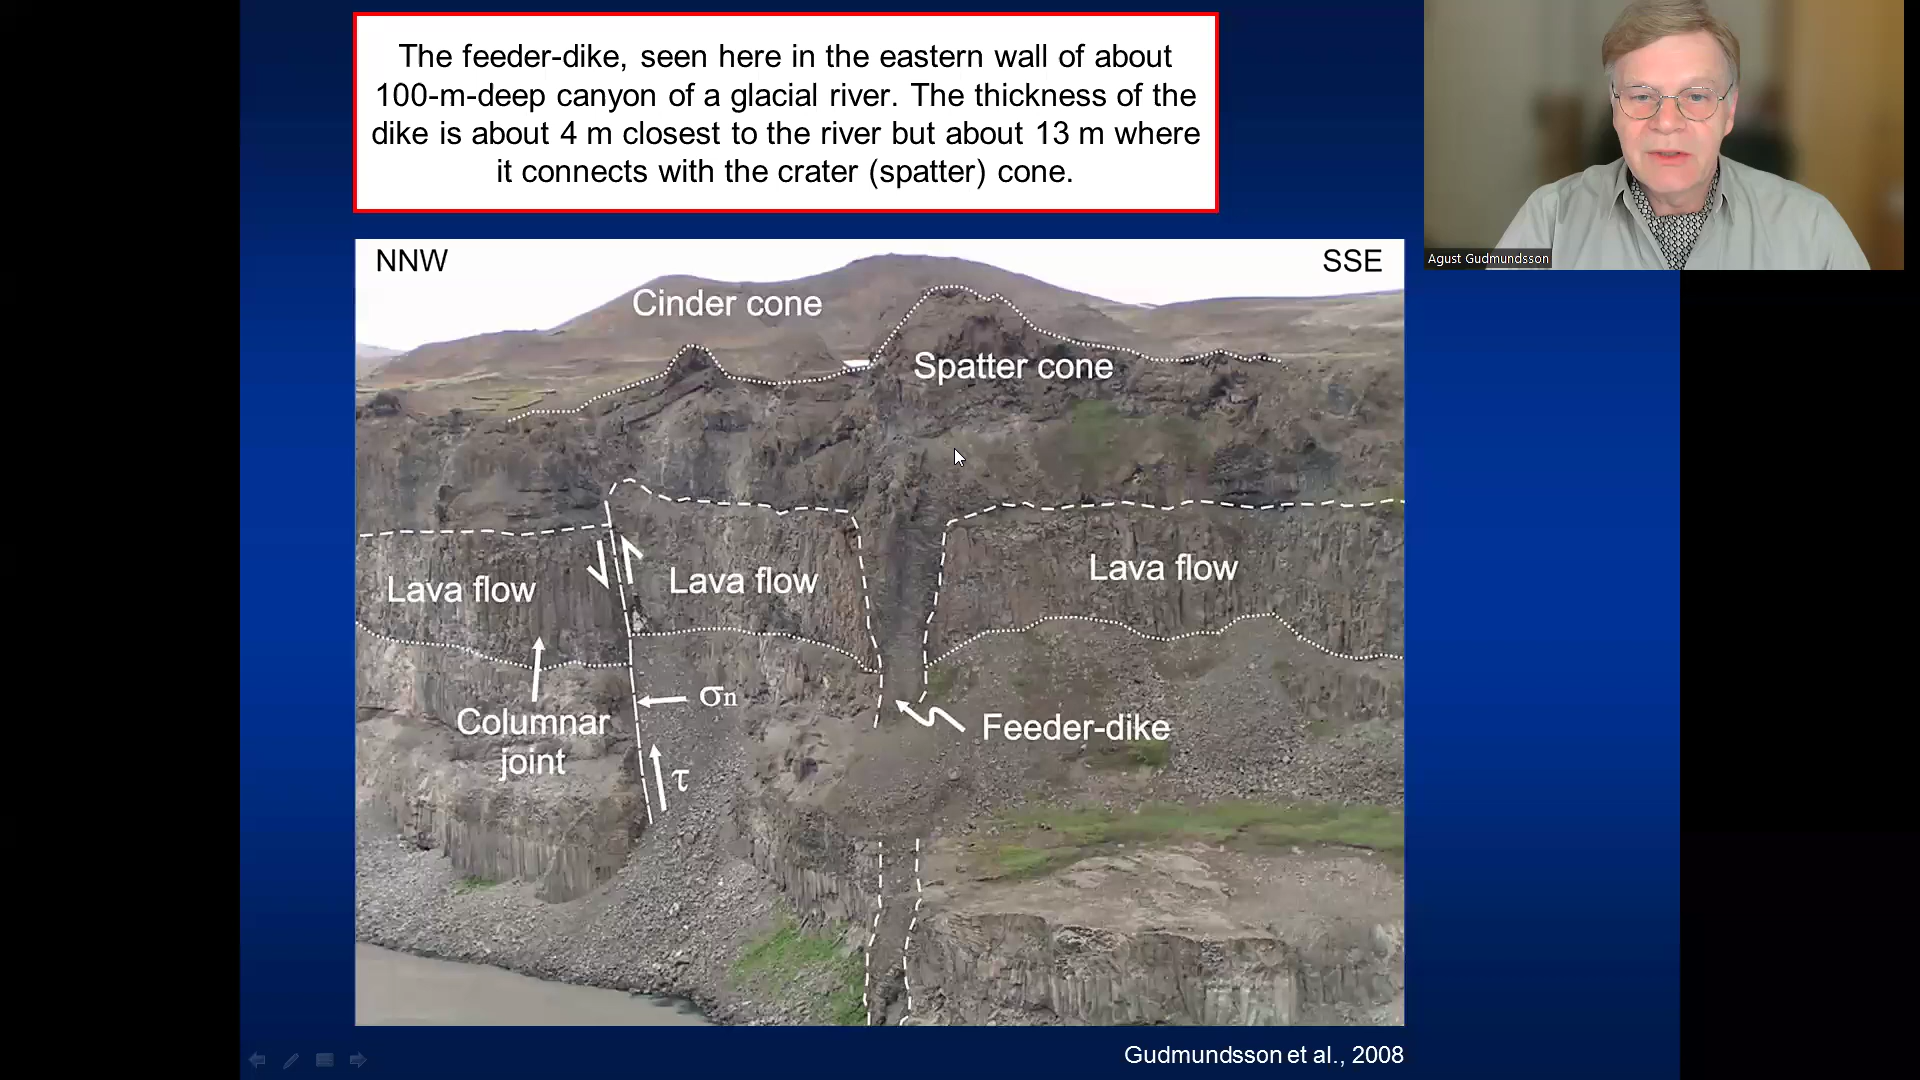 The feeder-dike, seen here in the eastern wall of about
100-m-deep canyon of a glacial river. The thickness of the
dike is about 4 m closest to the river but about 13 m where
it connects with the crater (spatter) cone.
Agust Gudmundsson
NNW
SSE
Cinder cone
Spatter cone
Lava flow
Lava flow
Lava flow
σn
Columnar
joint
Feeder-dike
τ
Gudmundsson et al., 2008